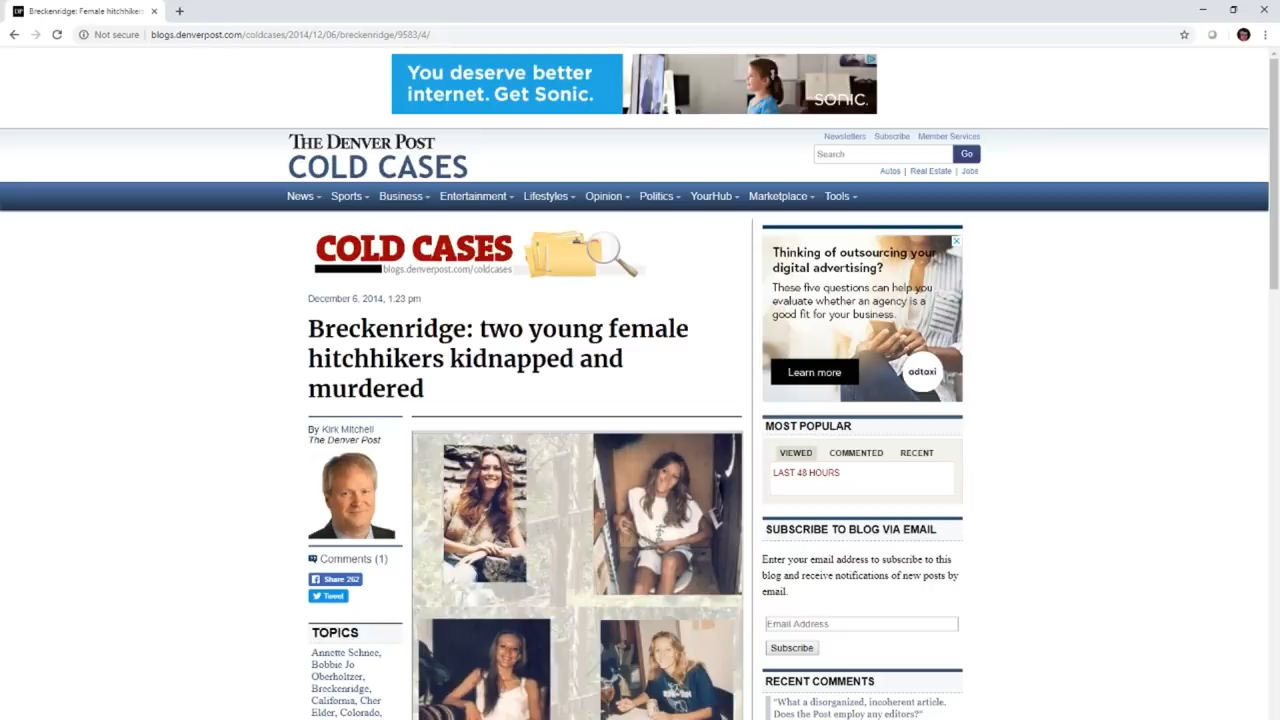 Breckenridge: Female hitchhikers
Not secure | blogs.denverpost.com/coldcases/2014/12/06/breckenridge/9583/4/
You deserve better
internet. Get Sonic.
SONIC.
THE DENVER POST
COLD CASES
Newsletters Subscribe Member Services
Search Go
Autos | Real Estate | Jobs
News Sports Business Entertainment Lifestyles Opinion Politics YourHub Marketplace Tools
COLD CASES
blogs.denverpost.com/coldcases
December 6, 2014, 1:23 pm
Breckenridge: two young female
hitchhikers kidnapped and
murdered
By Kirk Mitchell
The Denver Post
Comments (1)
Share 262
Tweet
TOPICS
Annette Schnee,
Bobbie Jo
Oberholtzer,
Breckenridge,
California, Cher
Elder, Colorado,
Thinking of outsourcing your
digital advertising?
These five questions can help you
evaluate whether an agency is a
good fit for your business.
Learn more
adtaxi
MOST POPULAR
VIEWED COMMENTED RECENT
LAST 48 HOURS
SUBSCRIBE TO BLOG VIA EMAIL
Enter your email address to subscribe to this
blog and receive notifications of new posts by
email.
Email Address
Subscribe
RECENT COMMENTS
“What a disorganized, incoherent article.
Does the Post employ any editors?”